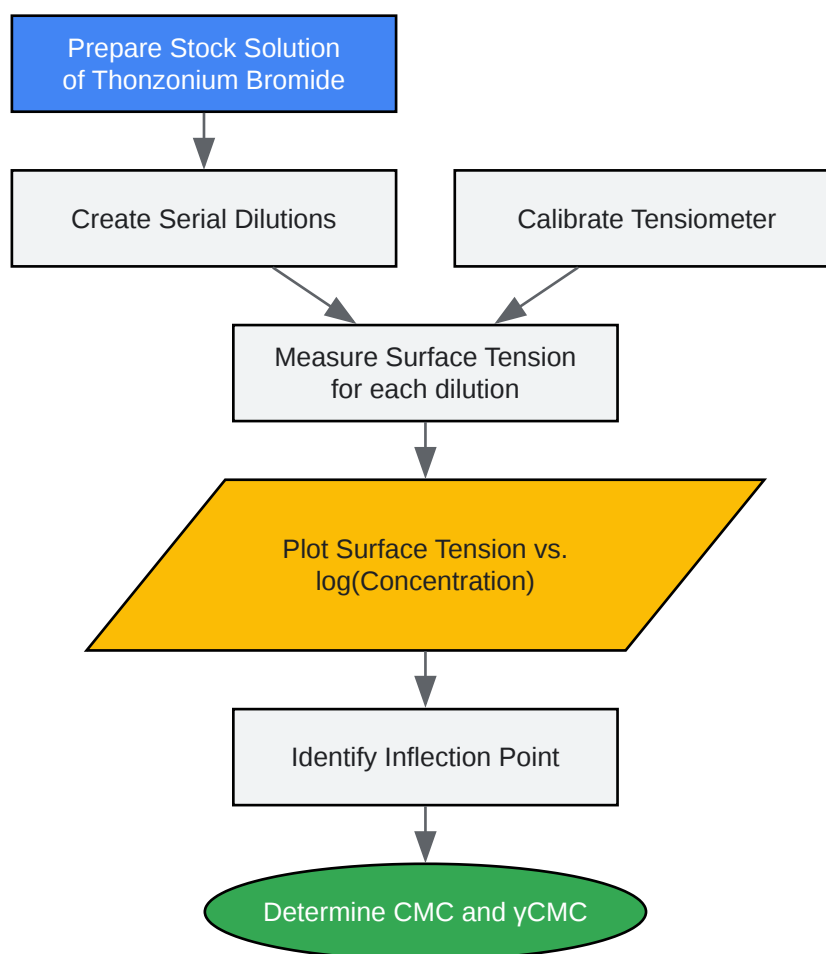 Prepare Stock Solution
of Thonzonium Bromide
Create Serial Dilutions
Calibrate Tensiometer
Measure Surface Tension
for each dilution
Plot Surface Tension vs.
log(Concentration)
Identify Inflection Point
Determine CMC and γCMC